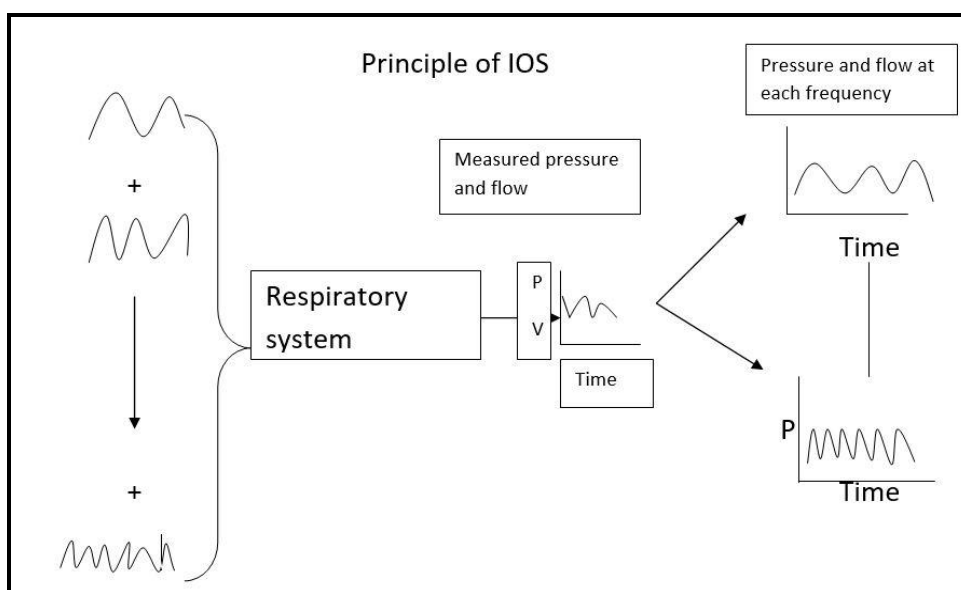 Principle of IOS
Pressure and flow at
each frequency
+
Measured pressure
and flow
Time
Respiratory
system
P
V
Time
+
P
Time